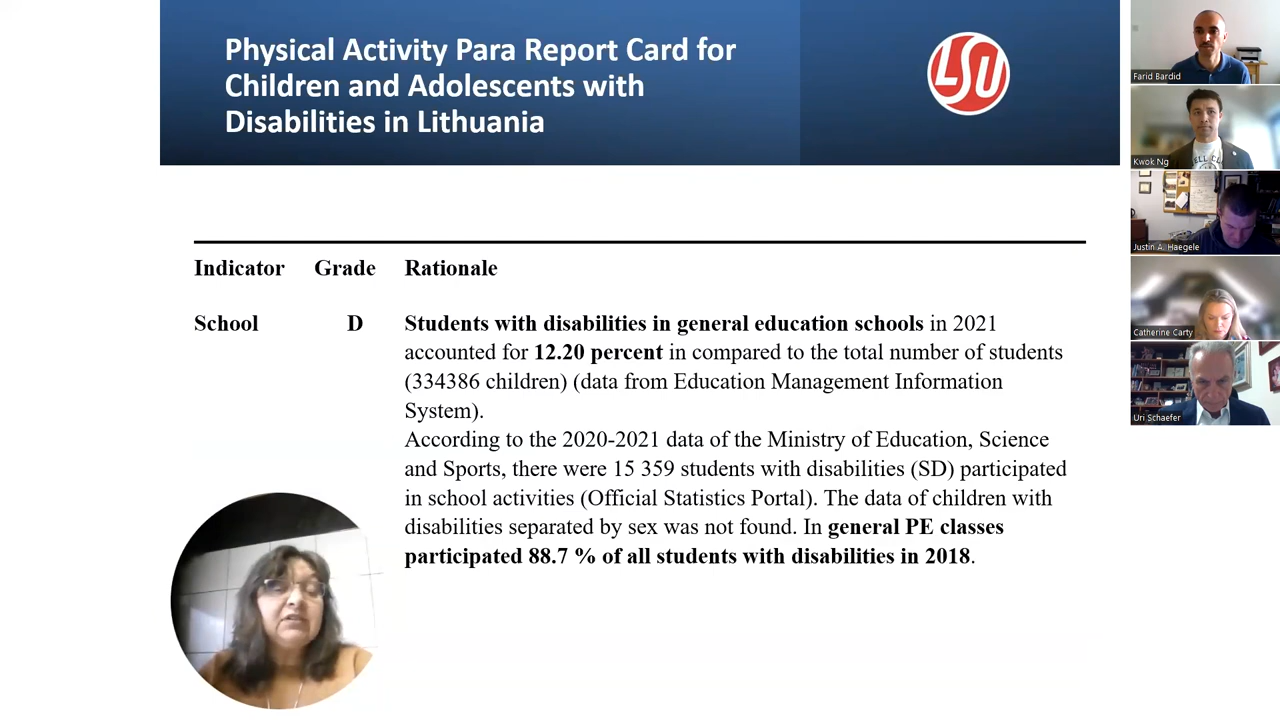 Physical Activity Para Report Card for
Children and Adolescents with
Disabilities in Lithuania
LSU
Indicator Grade Rationale
School D Students with disabilities in general education schools in 2021
accounted for 12.20 percent in compared to the total number of students
(334386 children) (data from Education Management Information
System).
According to the 2020-2021 data of the Ministry of Education, Science
and Sports, there were 15 359 students with disabilities (SD) participated
in school activities (Official Statistics Portal). The data of children with
disabilities separated by sex was not found. In general PE classes
participated 88.7 % of all students with disabilities in 2018.
Farid Bardid
Kwok Ng
Justin A. Haegele
Catherine Carty
Uri Schaefer